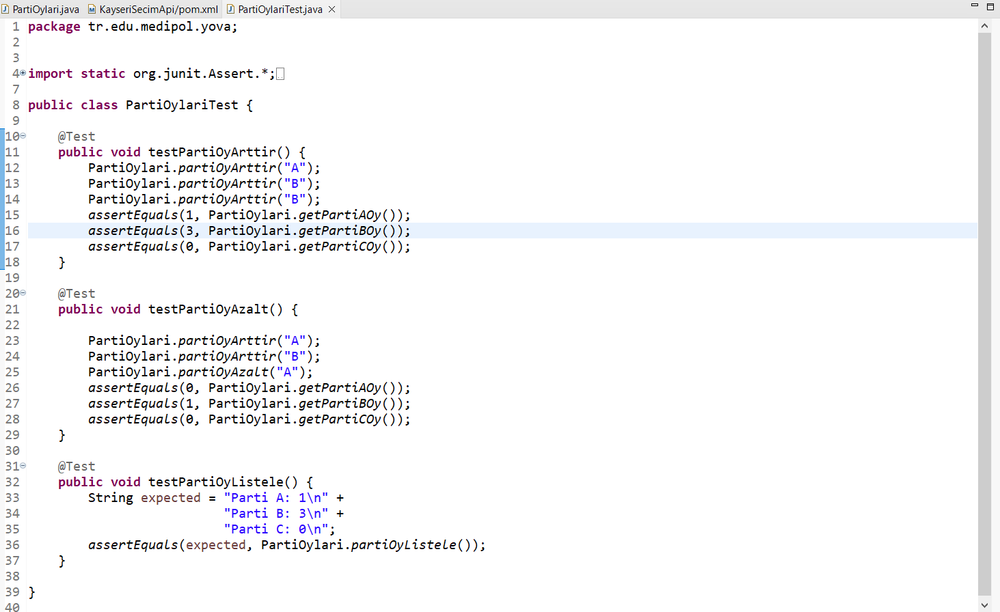 PartiOylari.java KayseriSecimApi/pom.xml PartiOylariTest.java
1 package tr.edu.medipol.yova;
2
3
4 import static org.junit.Assert.*;
7
8 public class PartiOylariTest {
9
10 @Test
11 public void testPartiOyArttir() {
12 PartiOylari.partiOyArttir("A");
13 PartiOylari.partiOyArttir("B");
14 PartiOylari.partiOyArttir("B");
15 assertEquals(1, PartiOylari.getPartiAOy());
16 assertEquals(3, PartiOylari.getPartiBOy());
17 assertEquals(0, PartiOylari.getPartiCOy());
18 }
19
20 @Test
21 public void testPartiOyAzalt() {
22
23 PartiOylari.partiOyArttir("A");
24 PartiOylari.partiOyArttir("B");
25 PartiOylari.partiOyAzalt("A");
26 assertEquals(0, PartiOylari.getPartiAOy());
27 assertEquals(1, PartiOylari.getPartiBOy());
28 assertEquals(0, PartiOylari.getPartiCOy());
29 }
30
31 @Test
32 public void testPartiOyListele() {
33 String expected = "Parti A: 1\n" +
34 "Parti B: 3\n" +
35 "Parti C: 0\n";
36 assertEquals(expected, PartiOylari.partiOyListele());
37 }
38
39 }
40